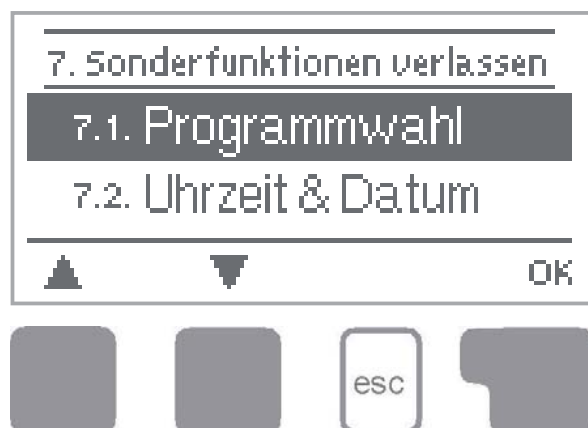 7. Sonderfunktionen verlassen
7.1. Programmwahl
7.2. Uhrzeit & Datum
OK
esc